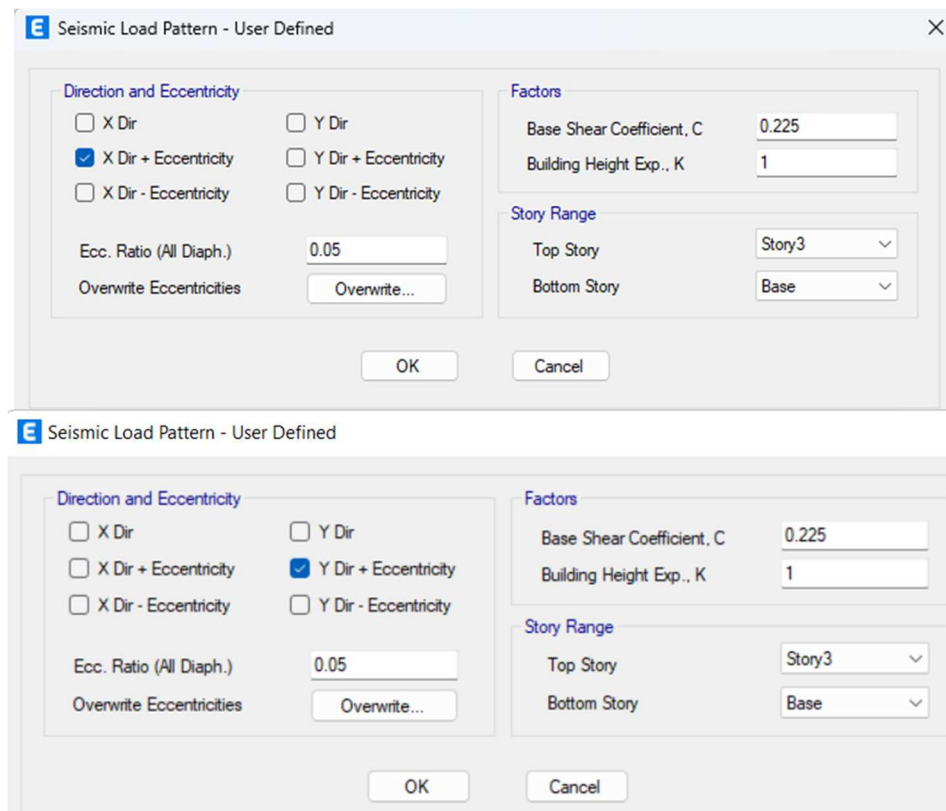 E Seismic Load Pattern - User Defined
Direction and Eccentricity
X Dir
Y Dir
X Dir + Eccentricity
Y Dir + Eccentricity
X Dir - Eccentricity
Y Dir - Eccentricity
Ecc. Ratio (All Diaph.) 0.05
Overwrite Eccentricities Overwrite...
Factors
Base Shear Coefficient, C 0.225
Building Height Exp., K 1
Story Range
Top Story Story3
Bottom Story Base
OK Cancel
E Seismic Load Pattern - User Defined
Direction and Eccentricity
X Dir
Y Dir
X Dir + Eccentricity
Y Dir + Eccentricity
X Dir - Eccentricity
Y Dir - Eccentricity
Ecc. Ratio (All Diaph.) 0.05
Overwrite Eccentricities Overwrite...
Factors
Base Shear Coefficient, C 0.225
Building Height Exp., K 1
Story Range
Top Story Story3
Bottom Story Base
OK Cancel